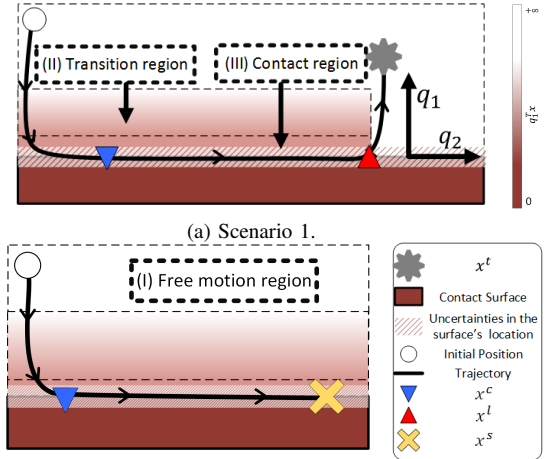 (II) Transition region
(III) Contact region
q₁
q₂
+s
q₁ᵀx
0
(a) Scenario 1.
(I) Free motion region
xᵗ
Contact Surface
Uncertainties in the
surface's location
Initial Position
Trajectory
xᶜ
xˡ
xˢ